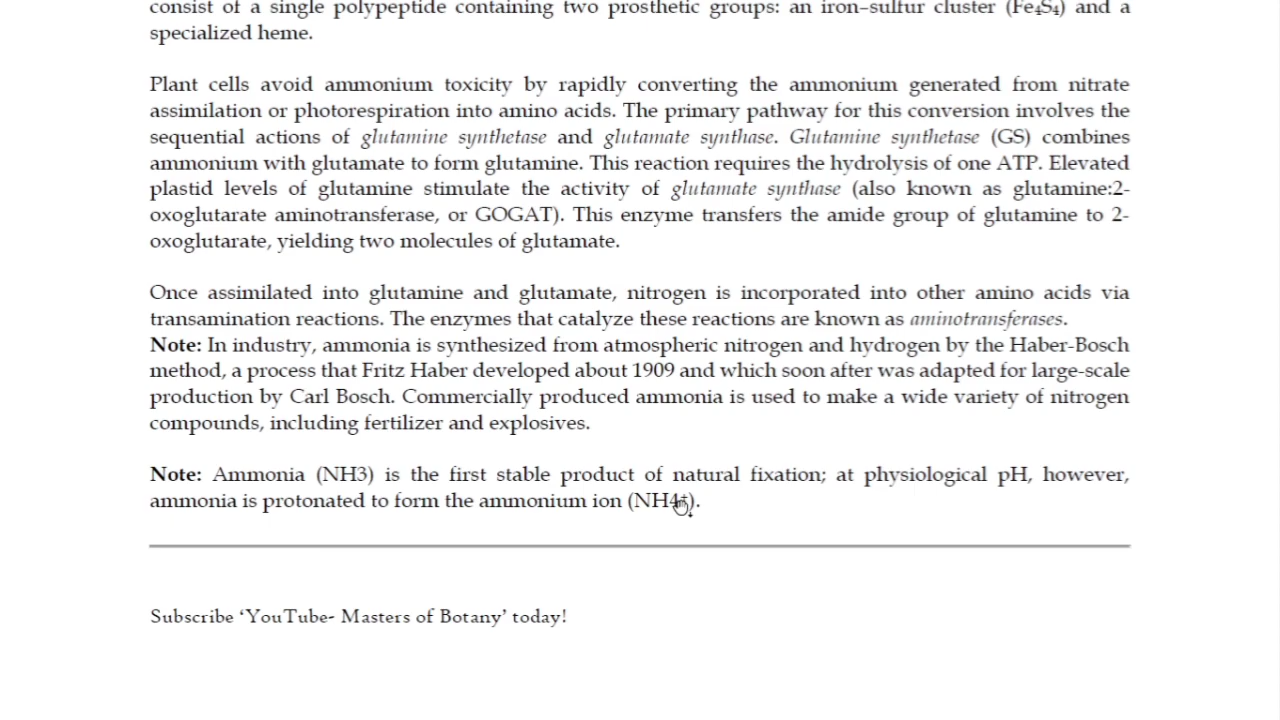 consist of a single polypeptide containing two prosthetic groups: an iron–sulfur cluster (Fe₄S₄) and a
specialized heme.
Plant cells avoid ammonium toxicity by rapidly converting the ammonium generated from nitrate
assimilation or photorespiration into amino acids. The primary pathway for this conversion involves the
sequential actions of glutamine synthetase and glutamate synthase. Glutamine synthetase (GS) combines
ammonium with glutamate to form glutamine. This reaction requires the hydrolysis of one ATP. Elevated
plastid levels of glutamine stimulate the activity of glutamate synthase (also known as glutamine:2-
oxoglutarate aminotransferase, or GOGAT). This enzyme transfers the amide group of glutamine to 2-
oxoglutarate, yielding two molecules of glutamate.
Once assimilated into glutamine and glutamate, nitrogen is incorporated into other amino acids via
transamination reactions. The enzymes that catalyze these reactions are known as aminotransferases.
Note: In industry, ammonia is synthesized from atmospheric nitrogen and hydrogen by the Haber-Bosch
method, a process that Fritz Haber developed about 1909 and which soon after was adapted for large-scale
production by Carl Bosch. Commercially produced ammonia is used to make a wide variety of nitrogen
compounds, including fertilizer and explosives.
Note: Ammonia (NH3) is the first stable product of natural fixation; at physiological pH, however,
ammonia is protonated to form the ammonium ion (NH4+).
Subscribe ‘YouTube- Masters of Botany’ today!